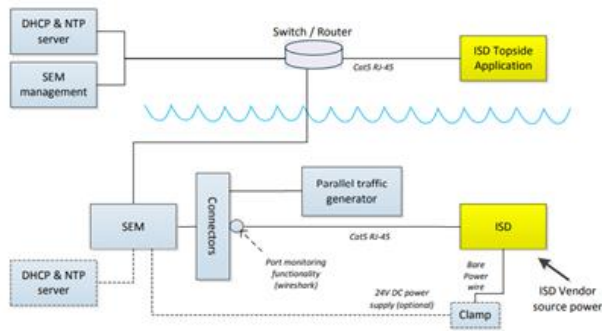 DHCP & NTP
server
SEM
management
Switch / Router
Cat5 RJ-45
ISD Topside
Application
SEM
Connectors
Parallel traffic
generator
Cat5 RJ-45
ISD
DHCP & NTP
server
Port monitoring
functionality
(wireshark)
24V DC power
supply (optional)
Bare
Power
wire
Clamp
ISD Vendor
source power